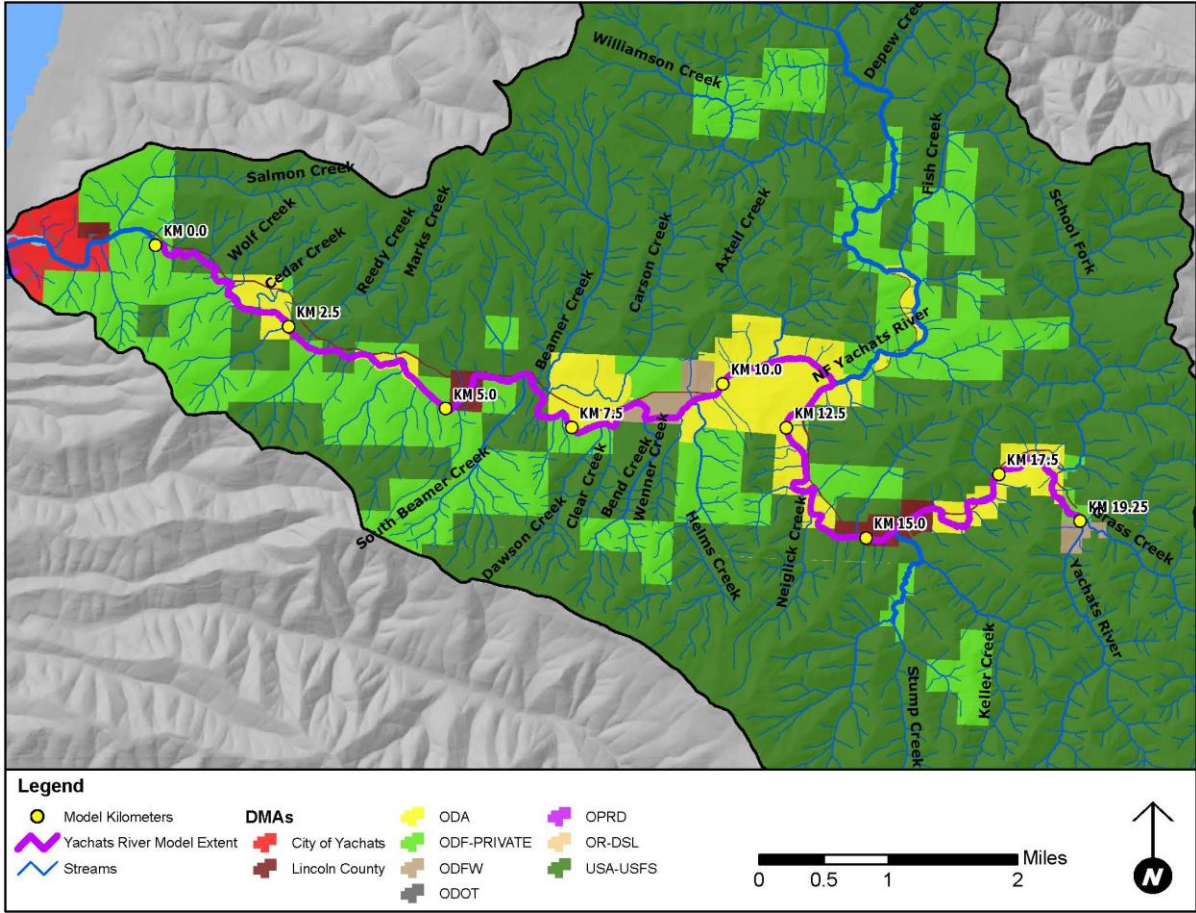 Williamson Creek
Depew Creek
Fish Creek
Salmon Creek
Wolf Creek
Cedar Creek
Reedy Creek
Marks Creek
Beamer Creek
Carson Creek
Axtell Creek
School Fork
NF Yachats River
KM 0.0
KM 2.5
KM 5.0
KM 7.5
KM 10.0
KM 12.5
KM 15.0
KM 17.5
KM 19.25
Grass Creek
South Beamer Creek
Dawson Creek
Clear Creek
Bend Creek
Wenner Creek
Helms Creek
Neiglick Creek
Yachats River
Stump Creek
Keller Creek
Legend
Model Kilometers
Yachats River Model Extent
Streams
DMAs
City of Yachats
Lincoln County
ODA
ODF-PRIVATE
ODFW
ODOT
OPRD
OR-DSL
USA-USFS
Miles
0 0.5 1 2
N